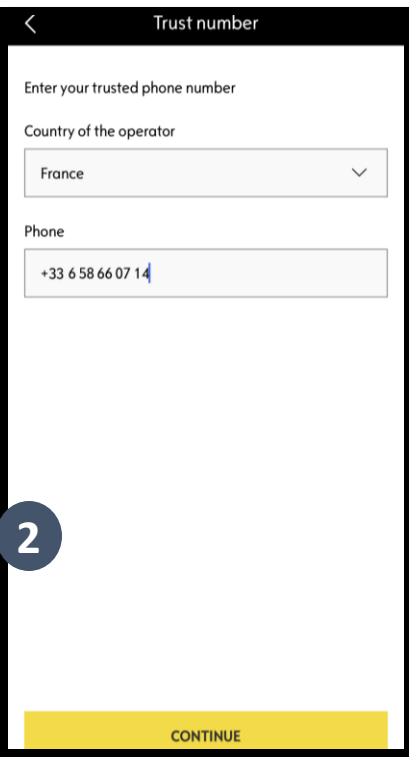 Trust number
Enter your trusted phone number
Country of the operator
France
Phone
+33 6 58 66 07 14
2
CONTINUE